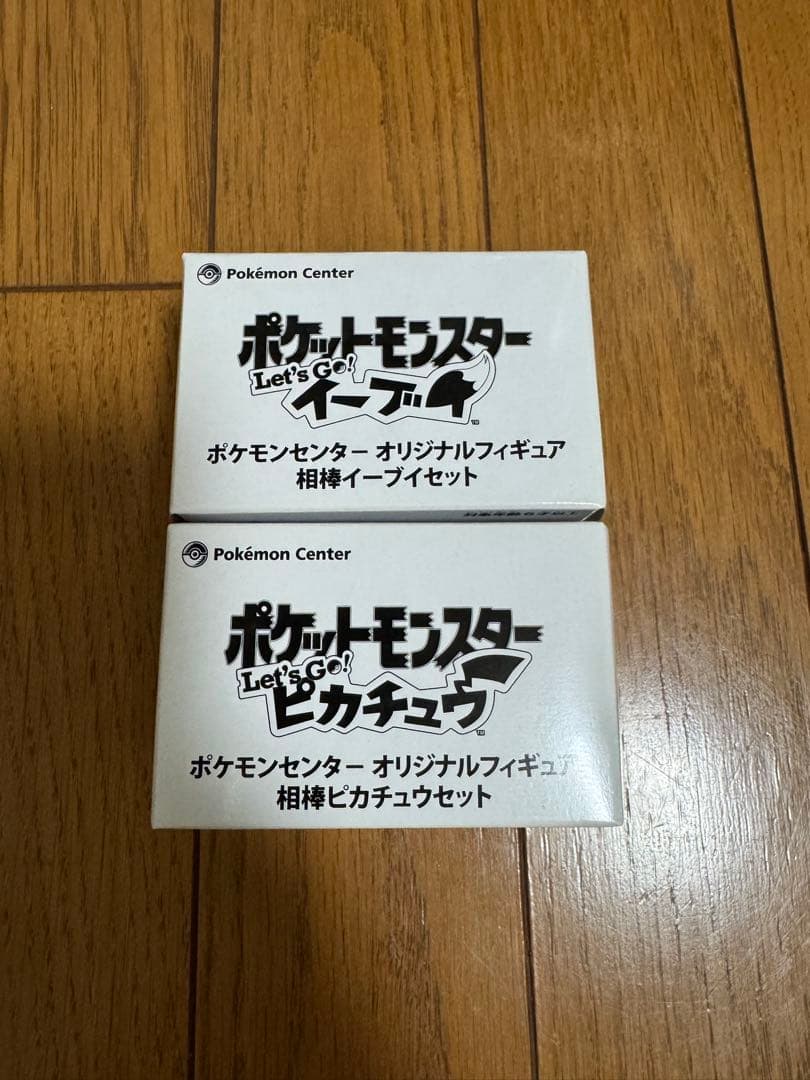 Pokémon Center
ポケットモンスター
Let's Go!
イーブイ
TM
ポケモンセンター オリジナルフィギュア
相棒イーブイセット
Pokémon Center
ポケットモンスター
Let's Go!
ピカチュウ
TM
ポケモンセンター オリジナルフィギュア
相棒ピカチュウセット